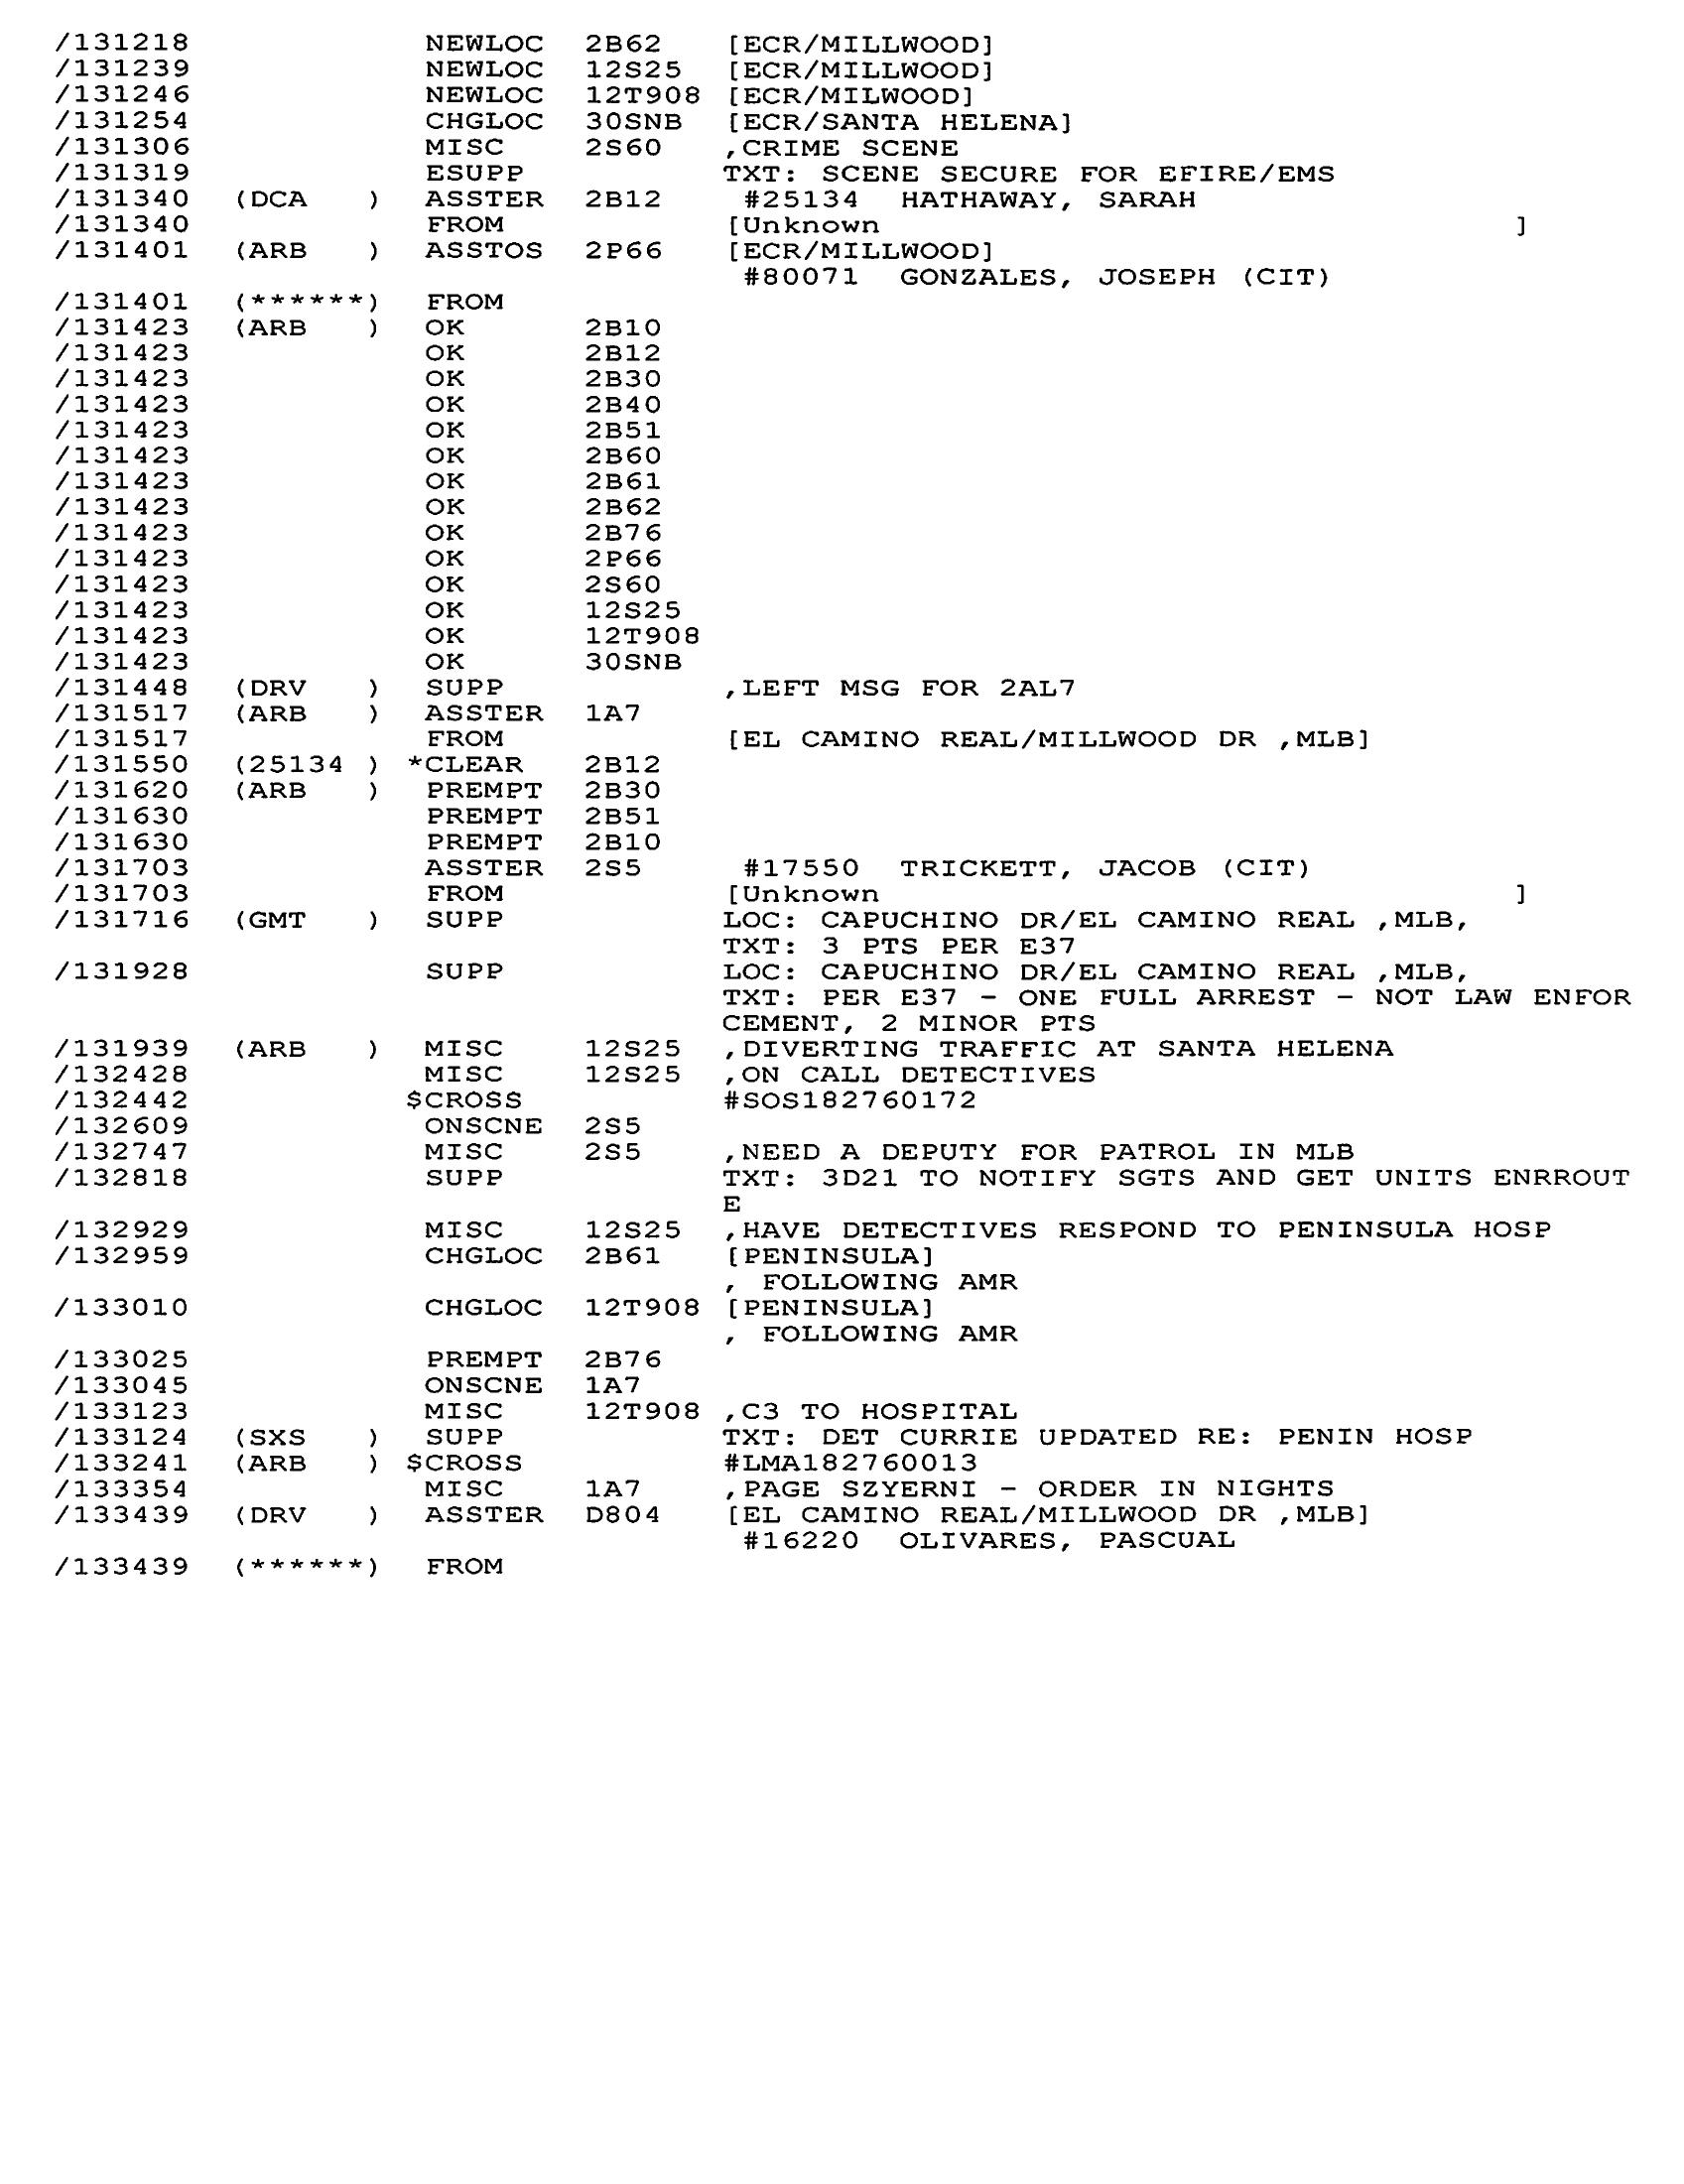 /131218 NEWLOC 2B62 [ECR/MILLWOOD]
/131239 NEWLOC 12S25 [ECR/MILLWOOD]
/131246 NEWLOC 12T908 [ECR/MILWOOD]
/131254 CHGLOC 30SNB [ECR/SANTA HELENA]
/131306 MISC 2S60 ,CRIME SCENE
/131319 ESUPP TXT: SCENE SECURE FOR EFIRE/EMS
/131340 (DCA ) ASSTER 2B12 #25134 HATHAWAY, SARAH
/131340 FROM [Unknown ]
/131401 (ARB ) ASSTOS 2P66 [ECR/MILLWOOD]
#80071 GONZALES, JOSEPH (CIT)
/131401 (******) FROM
/131423 (ARB ) OK 2B10
/131423 OK 2B12
/131423 OK 2B30
/131423 OK 2B40
/131423 OK 2B51
/131423 OK 2B60
/131423 OK 2B61
/131423 OK 2B62
/131423 OK 2B76
/131423 OK 2P66
/131423 OK 2S60
/131423 OK 12S25
/131423 OK 12T908
/131423 OK 30SNB
/131448 (DRV ) SUPP ,LEFT MSG FOR 2AL7
/131517 (ARB ) ASSTER 1A7
/131517 FROM [EL CAMINO REAL/MILLWOOD DR ,MLB]
/131550 (25134 ) *CLEAR 2B12
/131620 (ARB ) PREMPT 2B30
/131630 PREMPT 2B51
/131630 PREMPT 2B10
/131703 ASSTER 2S5 #17550 TRICKETT, JACOB (CIT)
/131703 FROM [Unknown ]
/131716 (GMT ) SUPP LOC: CAPUCHINO DR/EL CAMINO REAL ,MLB,
TXT: 3 PTS PER E37
/131928 SUPP LOC: CAPUCHINO DR/EL CAMINO REAL ,MLB,
TXT: PER E37 - ONE FULL ARREST - NOT LAW ENFOR
CEMENT, 2 MINOR PTS
/131939 (ARB ) MISC 12S25 ,DIVERTING TRAFFIC AT SANTA HELENA
/132428 MISC 12S25 ,ON CALL DETECTIVES
/132442 $CROSS #SOS182760172
/132609 ONSCNE 2S5
/132747 MISC 2S5 ,NEED A DEPUTY FOR PATROL IN MLB
/132818 SUPP TXT: 3D21 TO NOTIFY SGTS AND GET UNITS ENRROUT
E
/132929 MISC 12S25 ,HAVE DETECTIVES RESPOND TO PENINSULA HOSP
/132959 CHGLOC 2B61 [PENINSULA]
, FOLLOWING AMR
/133010 CHGLOC 12T908 [PENINSULA]
, FOLLOWING AMR
/133025 PREMPT 2B76
/133045 ONSCNE 1A7
/133123 MISC 12T908 ,C3 TO HOSPITAL
/133124 (SXS ) SUPP TXT: DET CURRIE UPDATED RE: PENIN HOSP
/133241 (ARB ) $CROSS #LMA182760013
/133354 MISC 1A7 ,PAGE SZYERNI - ORDER IN NIGHTS
/133439 (DRV ) ASSTER D804 [EL CAMINO REAL/MILLWOOD DR ,MLB]
#16220 OLIVARES, PASCUAL
/133439 (******) FROM